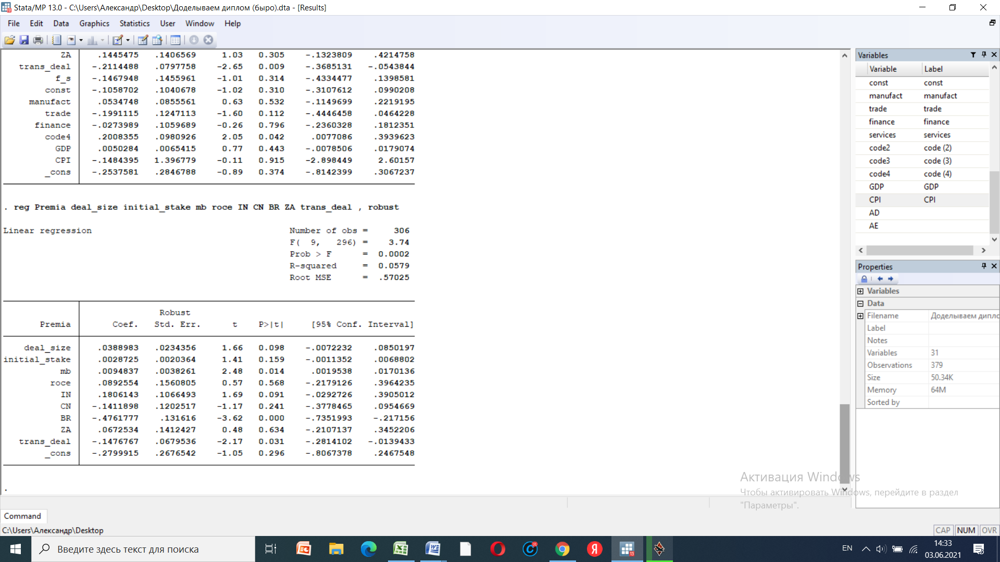 Stata/MP 13.0 - C:\Users\Александр\Desktop\Доделываем диплом (быро).dta - [Results]
File Edit Data Graphics Statistics User Window Help
ZA .1445475 .1406569 1.03 0.305 -.1323809 .4214758
trans_deal -.2114488 .0797758 -2.65 0.009 -.3685131 -.0543844
f_s -.1467948 .1455961 -1.01 0.314 -.4334477 .1398581
const -.1058702 .1040678 -1.02 0.310 -.3107612 .0990208
manufact .0534748 .0855561 0.63 0.532 -.1149699 .2219195
trade -.1991115 .1247113 -1.60 0.112 -.4446458 .0464228
finance -.0273989 .1059689 -0.26 0.796 -.2360328 .1812351
code4 .2008355 .0980926 2.05 0.042 .0077086 .3939623
GDP .0050284 .0065415 0.77 0.443 -.0078506 .0179074
CPI -.1484395 1.396779 -0.11 0.915 -2.898449 2.60157
_cons -.2537581 .2846788 -0.89 0.374 -.8142399 .3067237
. reg Premia deal_size initial_stake mb roce IN CN BR ZA trans_deal , robust
Linear regression Number of obs = 306
F( 9, 296) = 3.74
Prob > F = 0.0002
R-squared = 0.0579
Root MSE = .57025
Robust
Premia Coef. Std. Err. t P>|t| [95% Conf. Interval]
deal_size .0388983 .0234356 1.66 0.098 -.0072232 .0850197
initial_stake .0028725 .0020364 1.41 0.159 -.0011352 .0068802
mb .0094837 .0038261 2.48 0.014 .0019538 .0170136
roce .0892554 .1560805 0.57 0.568 -.2179126 .3964235
IN .1806143 .1066493 1.69 0.091 -.0292726 .3905012
CN -.1411898 .1202517 -1.17 0.241 -.3778465 .0954669
BR -.4761777 .131616 -3.62 0.000 -.7351993 -.217156
ZA .0672534 .1412427 0.48 0.634 -.2107137 .3452206
trans_deal -.1476767 .0679536 -2.17 0.031 -.2814102 -.0139433
_cons -.2799915 .2676542 -1.05 0.296 -.8067378 .2467548
.
Variables
Variable Label
const const
manufact manufact
trade trade
finance finance
services services
code2 code (2)
code3 code (3)
code4 code (4)
GDP GDP
CPI CPI
AD
AE
Properties
Variables
Data
Filename Доделываем дипло
Label
Notes
Variables 31
Observations 379
Size 50.34K
Memory 64M
Sorted by
Активация Windows
Чтобы активировать Windows, перейдите в раздел
"Параметры".
Command
C:\Users\Александр\Desktop
CAP NUM OVR
Введите здесь текст для поиска
EN
14:33
03.06.2021